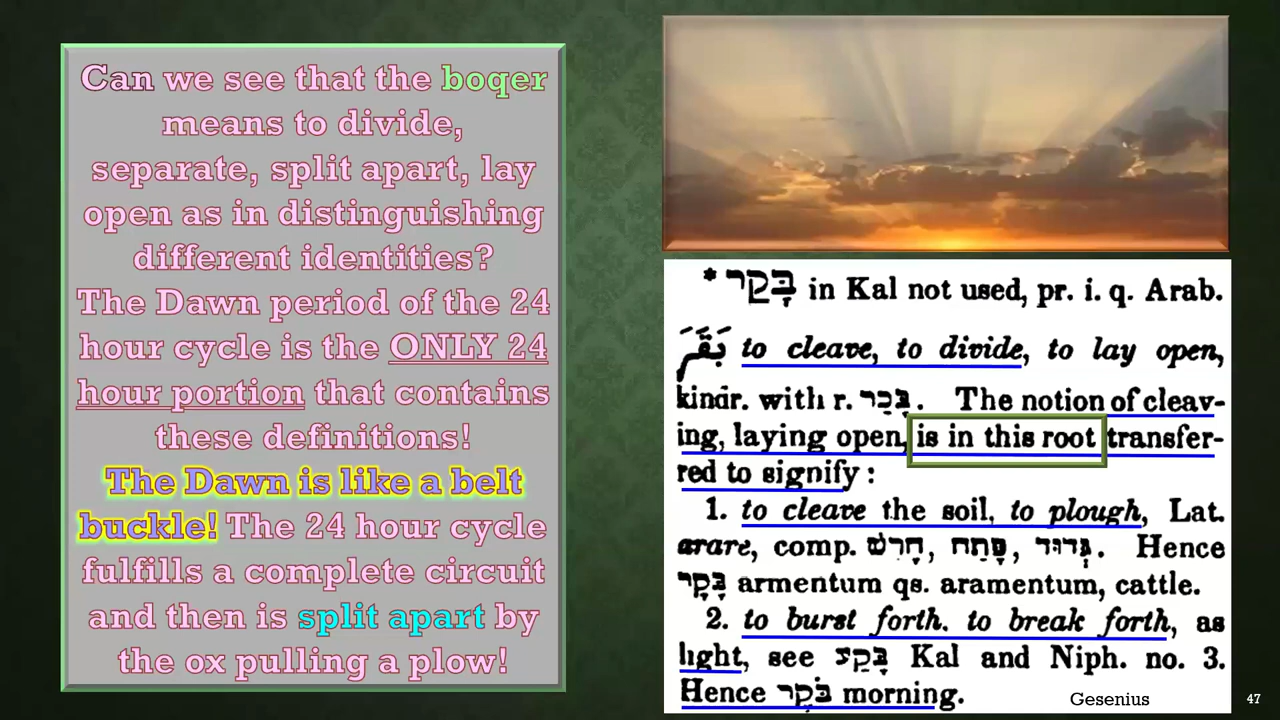 Can we see that the boqer
means to divide,
separate, split apart, lay
open as in distinguishing
different identities?
The Dawn period of the 24
hour cycle is the ONLY 24
hour portion that contains
these definitions!
The Dawn is like a belt
buckle! The 24 hour cycle
fulfills a complete circuit
and then is split apart by
the ox pulling a plow!
* בָּקַר in Kal not used, pr. i. q. Arab.
بَقَرَ to cleave, to divide, to lay open,
kindr. with r. בָּכַר. The notion of cleav-
ing, laying open, is in this root transfer-
red to signify :
1. to cleave the soil, to plough, Lat.
arare, comp. חָרַשׁ, פָּתַח, גְּדוּד. Hence
בָּקָר armentum qs. aramentum, cattle.
2. to burst forth. to break forth, as
light, see בָּקַע Kal and Niph. no. 3.
Hence בֹּקֶר morning.
Gesenius
47